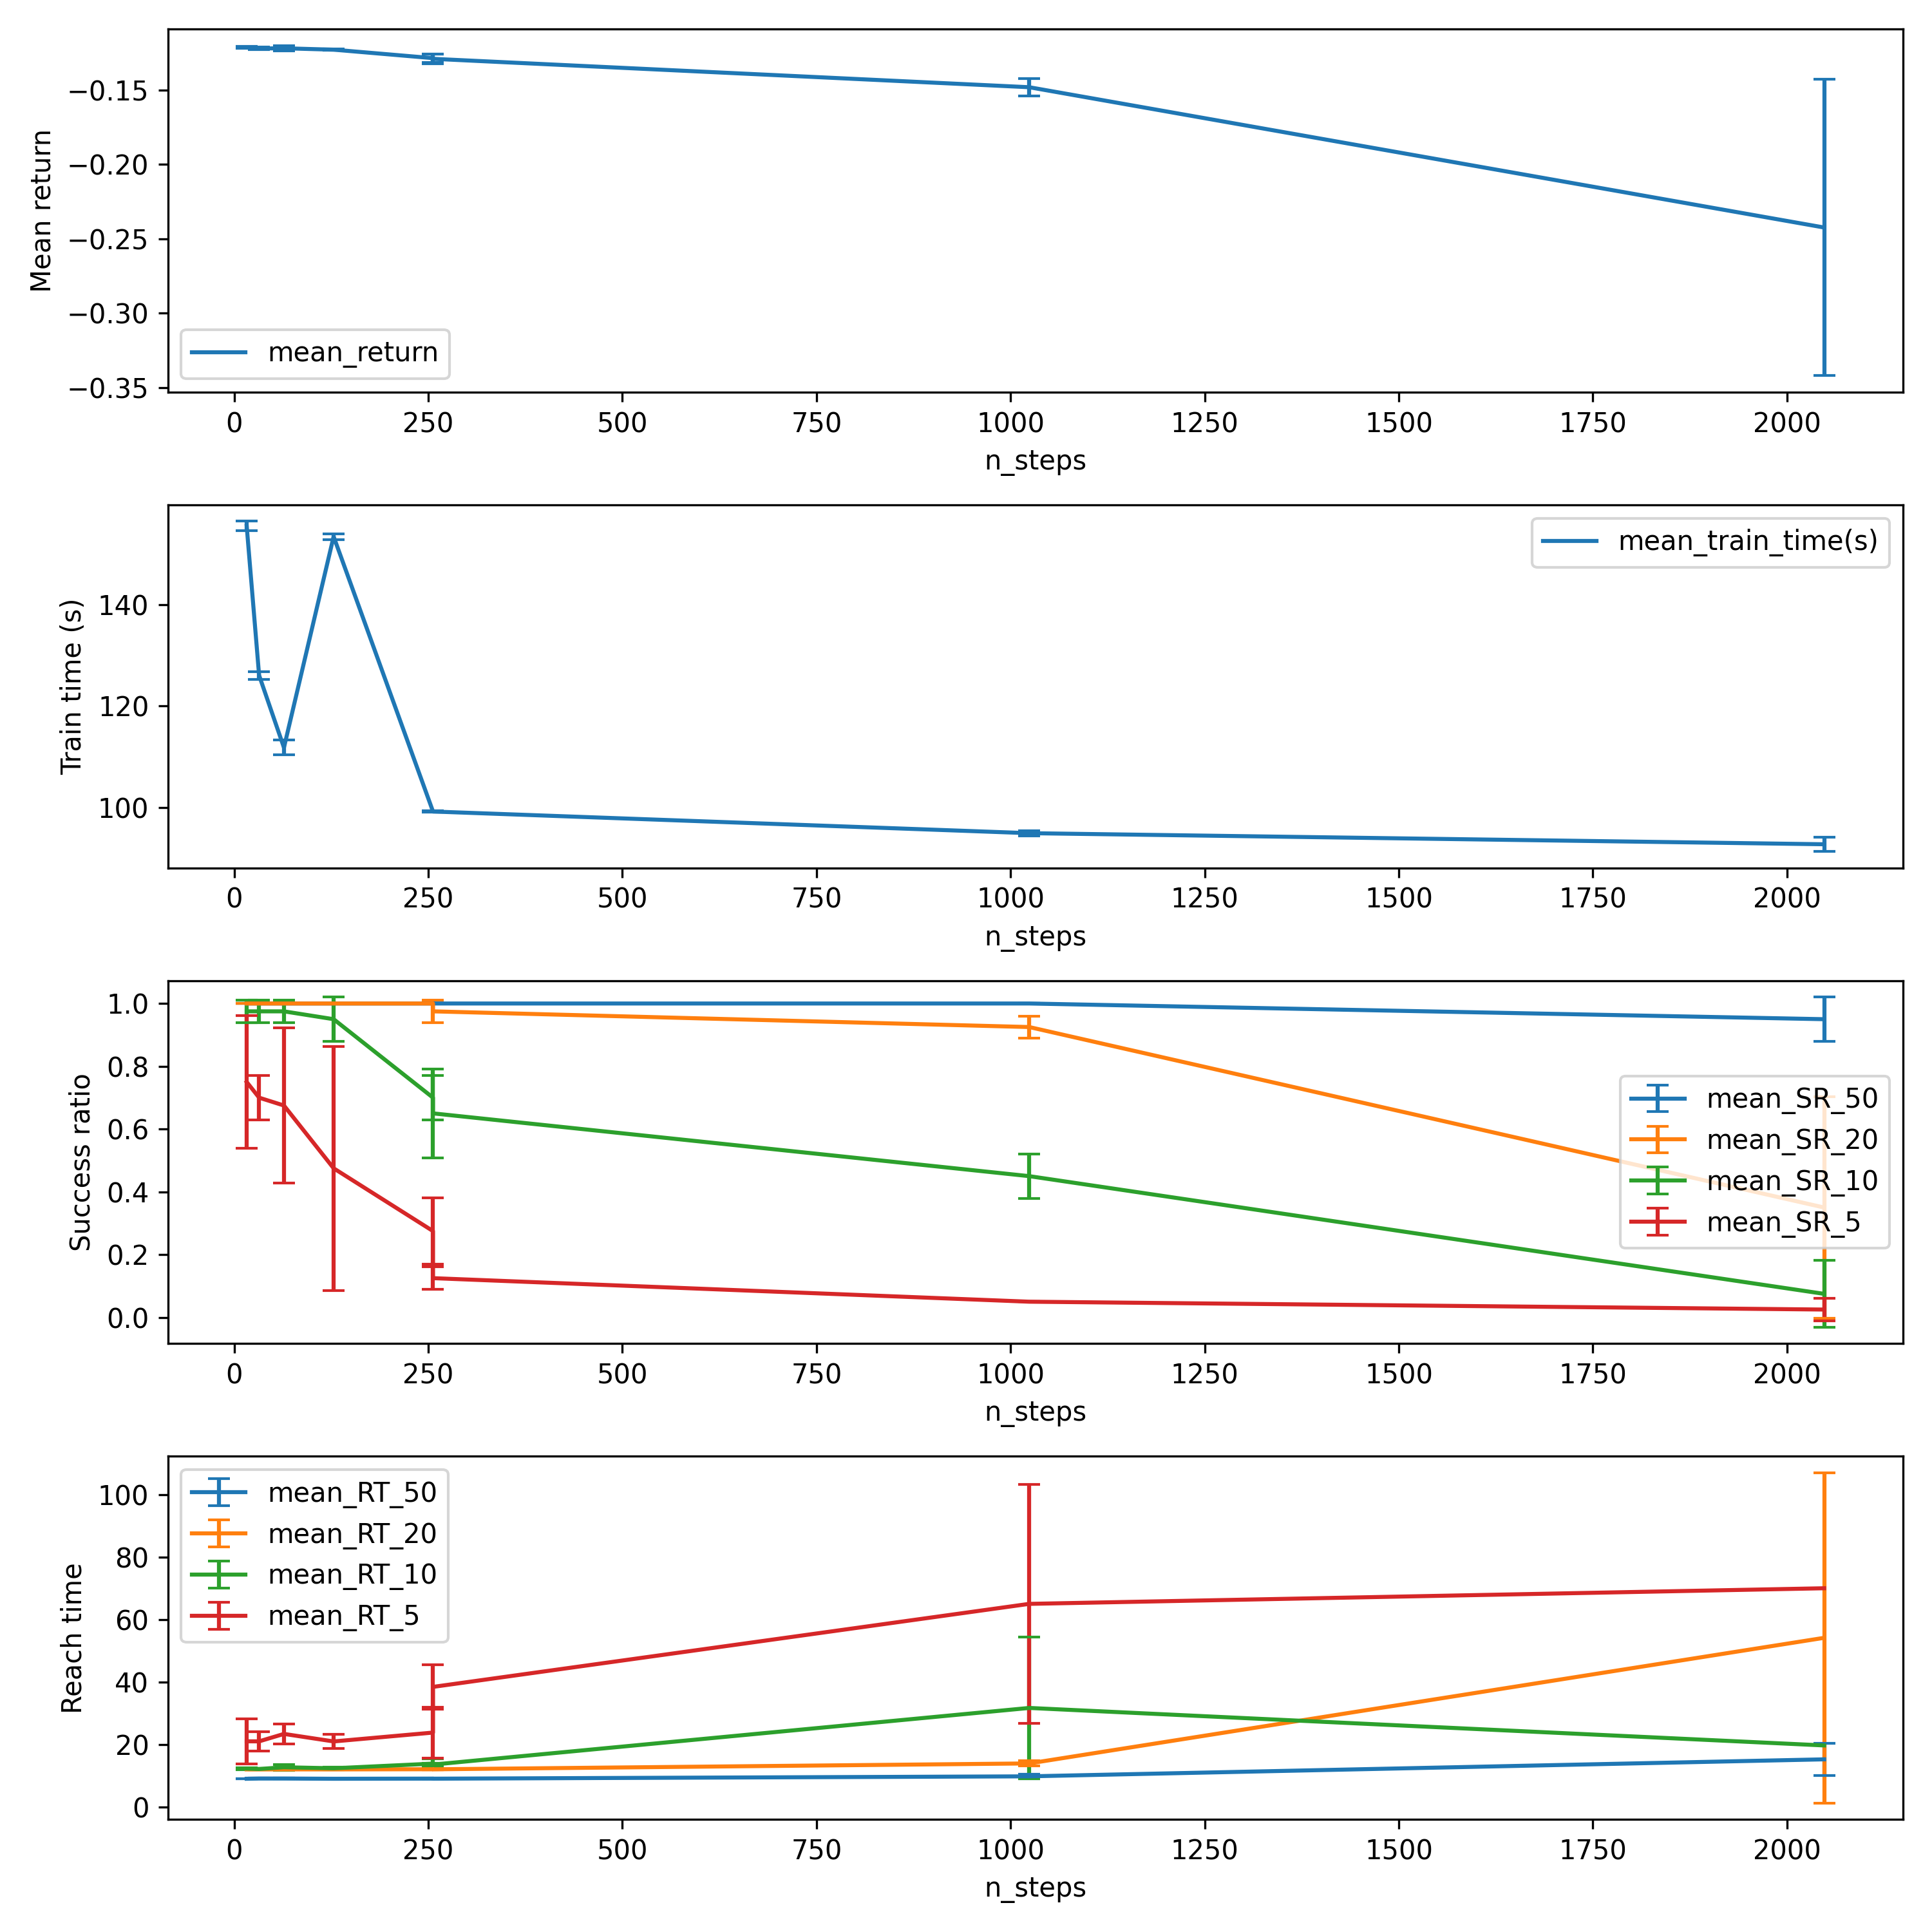 −0.15
−0.20
−0.25
−0.30
−0.35
Mean return
mean_return
0 250 500 750 1000 1250 1500 1750 2000
n_steps
140
120
100
Train time (s)
mean_train_time(s)
0 250 500 750 1000 1250 1500 1750 2000
n_steps
1.0
0.8
0.6
0.4
0.2
0.0
Success ratio
mean_SR_50
mean_SR_20
mean_SR_10
mean_SR_5
0 250 500 750 1000 1250 1500 1750 2000
n_steps
100
80
60
40
20
0
Reach time
mean_RT_50
mean_RT_20
mean_RT_10
mean_RT_5
0 250 500 750 1000 1250 1500 1750 2000
n_steps